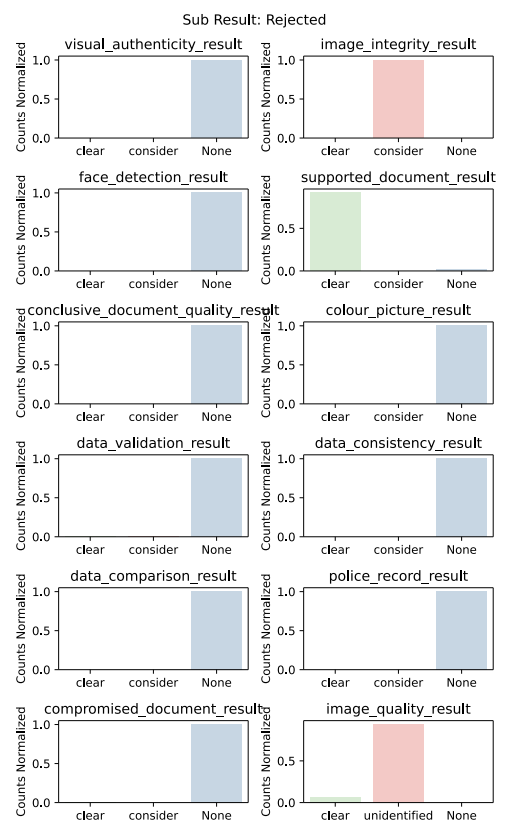 Sub Result: Rejected
visual_authenticity_result
Counts Normalized
1.0
0.5
0.0
clear consider None
image_integrity_result
Counts Normalized
1.0
0.5
0.0
clear consider None
face_detection_result
Counts Normalized
1.0
0.5
0.0
clear consider None
supported_document_result
Counts Normalized
0.5
0.0
clear consider None
conclusive_document_quality_result
Counts Normalized
1.0
0.5
0.0
clear consider None
colour_picture_result
Counts Normalized
1.0
0.5
0.0
clear consider None
data_validation_result
Counts Normalized
1.0
0.5
0.0
clear consider None
data_consistency_result
Counts Normalized
1.0
0.5
0.0
clear consider None
data_comparison_result
Counts Normalized
1.0
0.5
0.0
clear consider None
police_record_result
Counts Normalized
1.0
0.5
0.0
clear consider None
compromised_document_result
Counts Normalized
1.0
0.5
0.0
clear consider None
image_quality_result
Counts Normalized
0.5
0.0
clear unidentified None